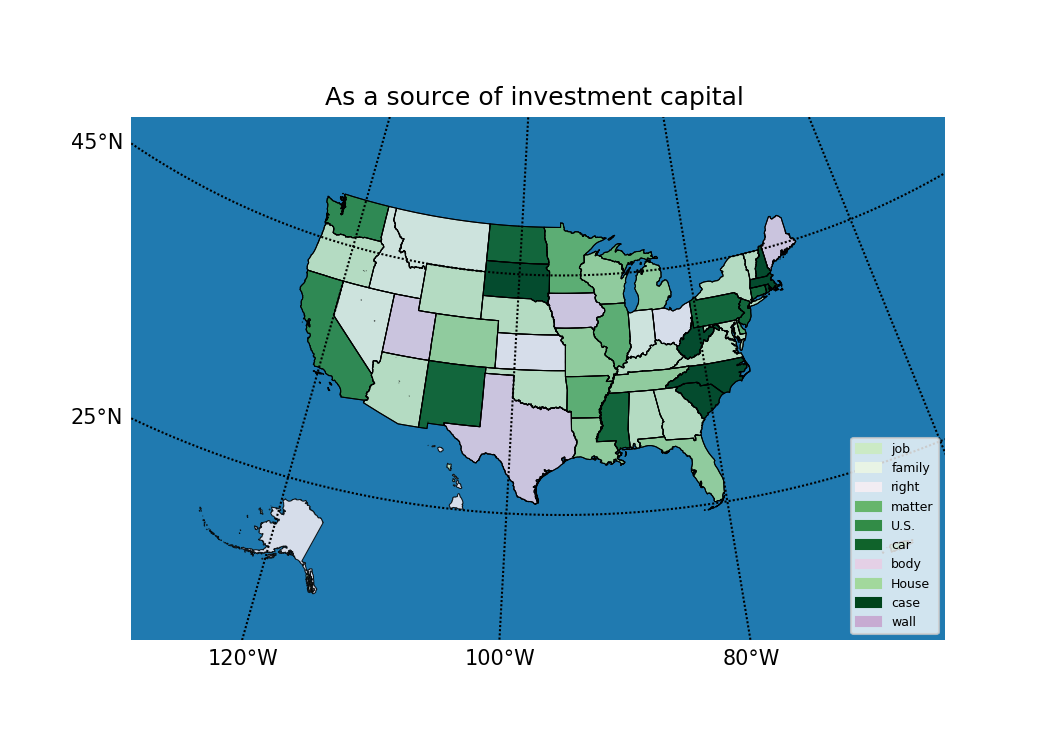 As a source of investment capital
45°N
25°N
job
family
right
matter
U.S.
car
body
House
case
wall
120°W
100°W
80°W